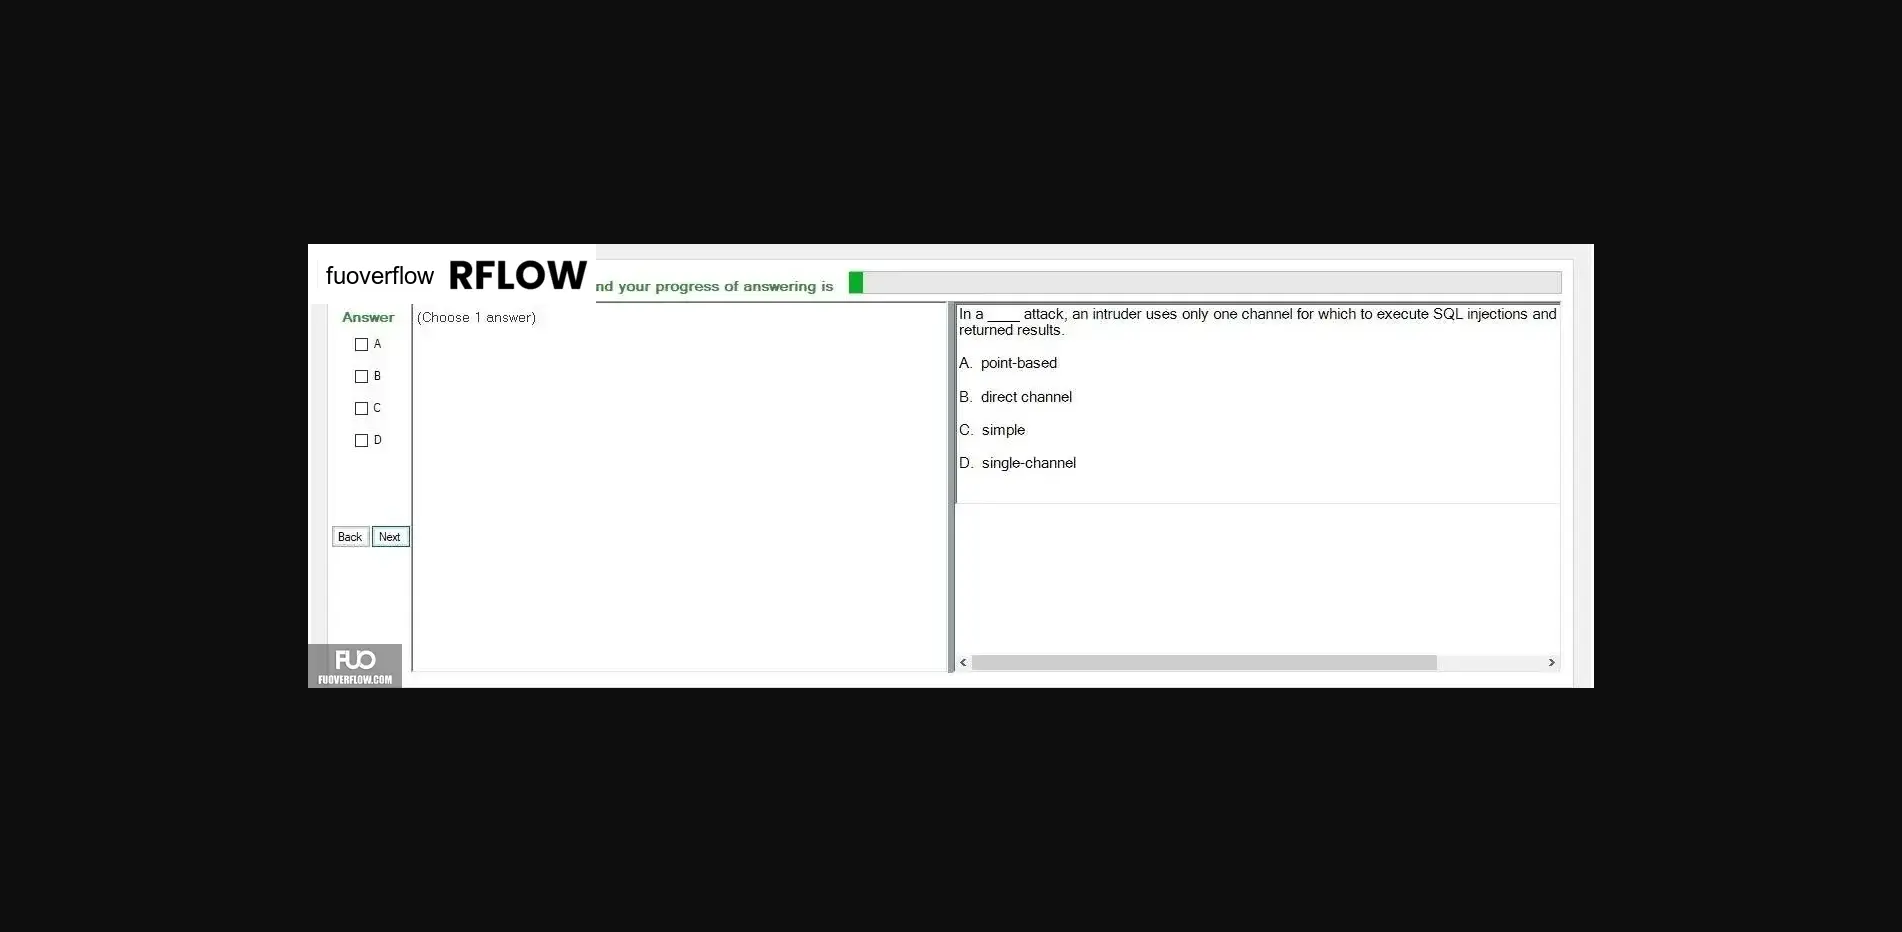 fuoverflow RFLOW
nd your progress of answering is
Answer
(Choose 1 answer)
A
B
C
D
Back Next
In a ____ attack, an intruder uses only one channel for which to execute SQL injections and
returned results.
A. point-based
B. direct channel
C. simple
D. single-channel
FUO
FUOVERFLOW.COM